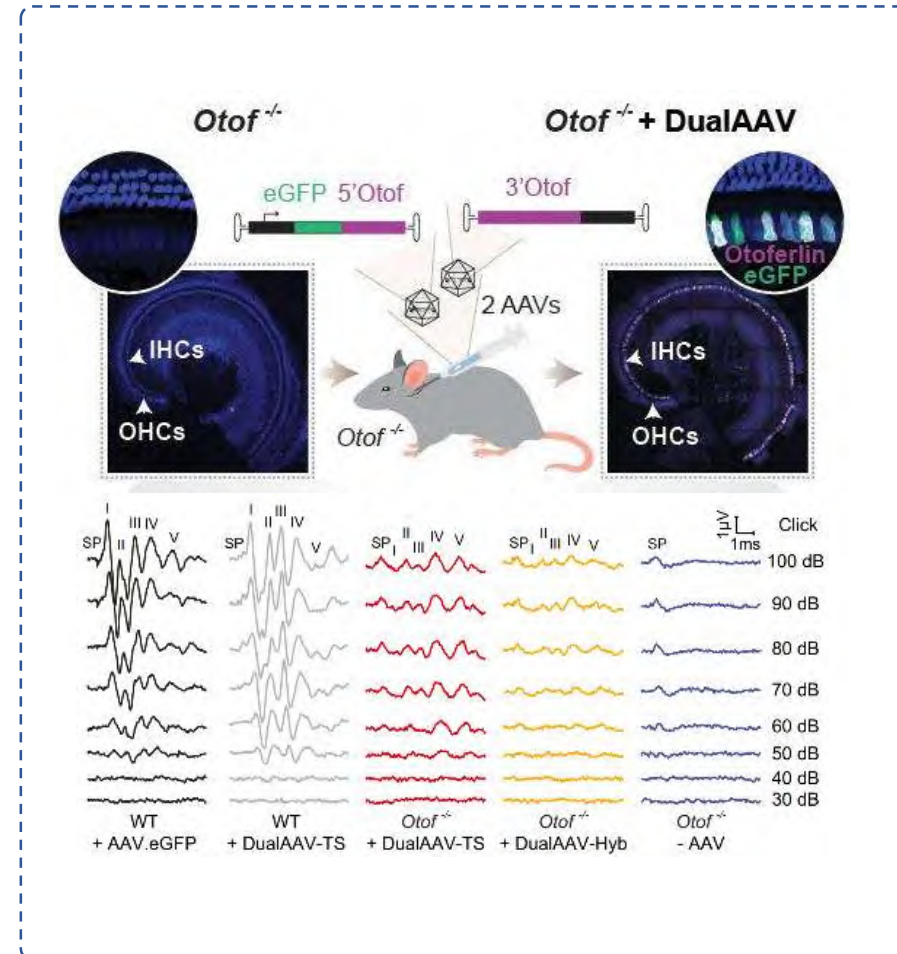 Otof -/-
Otof -/- + DualAAV
eGFP 5'Otof
3'Otof
Otoferlin
eGFP
2 AAVs
IHCs
OHCs
Otof -/-
IHCs
OHCs
I
II
III IV
V
SP
I
II
III
IV
V
SP
II
IV V
SP I III
II
IV
SP I III V
SP
1µV
1ms
Click
100 dB
90 dB
80 dB
70 dB
60 dB
50 dB
40 dB
30 dB
WT
+ AAV.eGFP
WT
+ DualAAV-TS
Otof -/-
+ DualAAV-TS
Otof -/-
+ DualAAV-Hyb
Otof -/-
- AAV